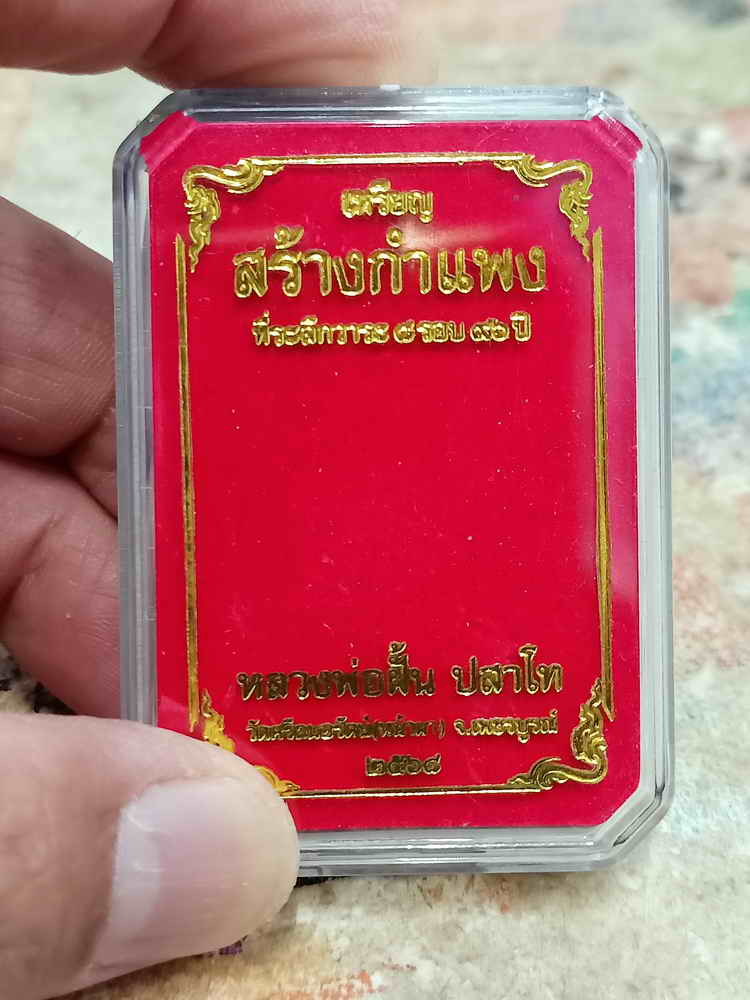 เหรียญ
สร้างกำแพง
ที่ระลึกวาระ ๘ รอบ ๙๖ ปี
หลวงพ่อฝั้น ปสาโท
จ.เพชรบูรณ์
๒๕๖๘